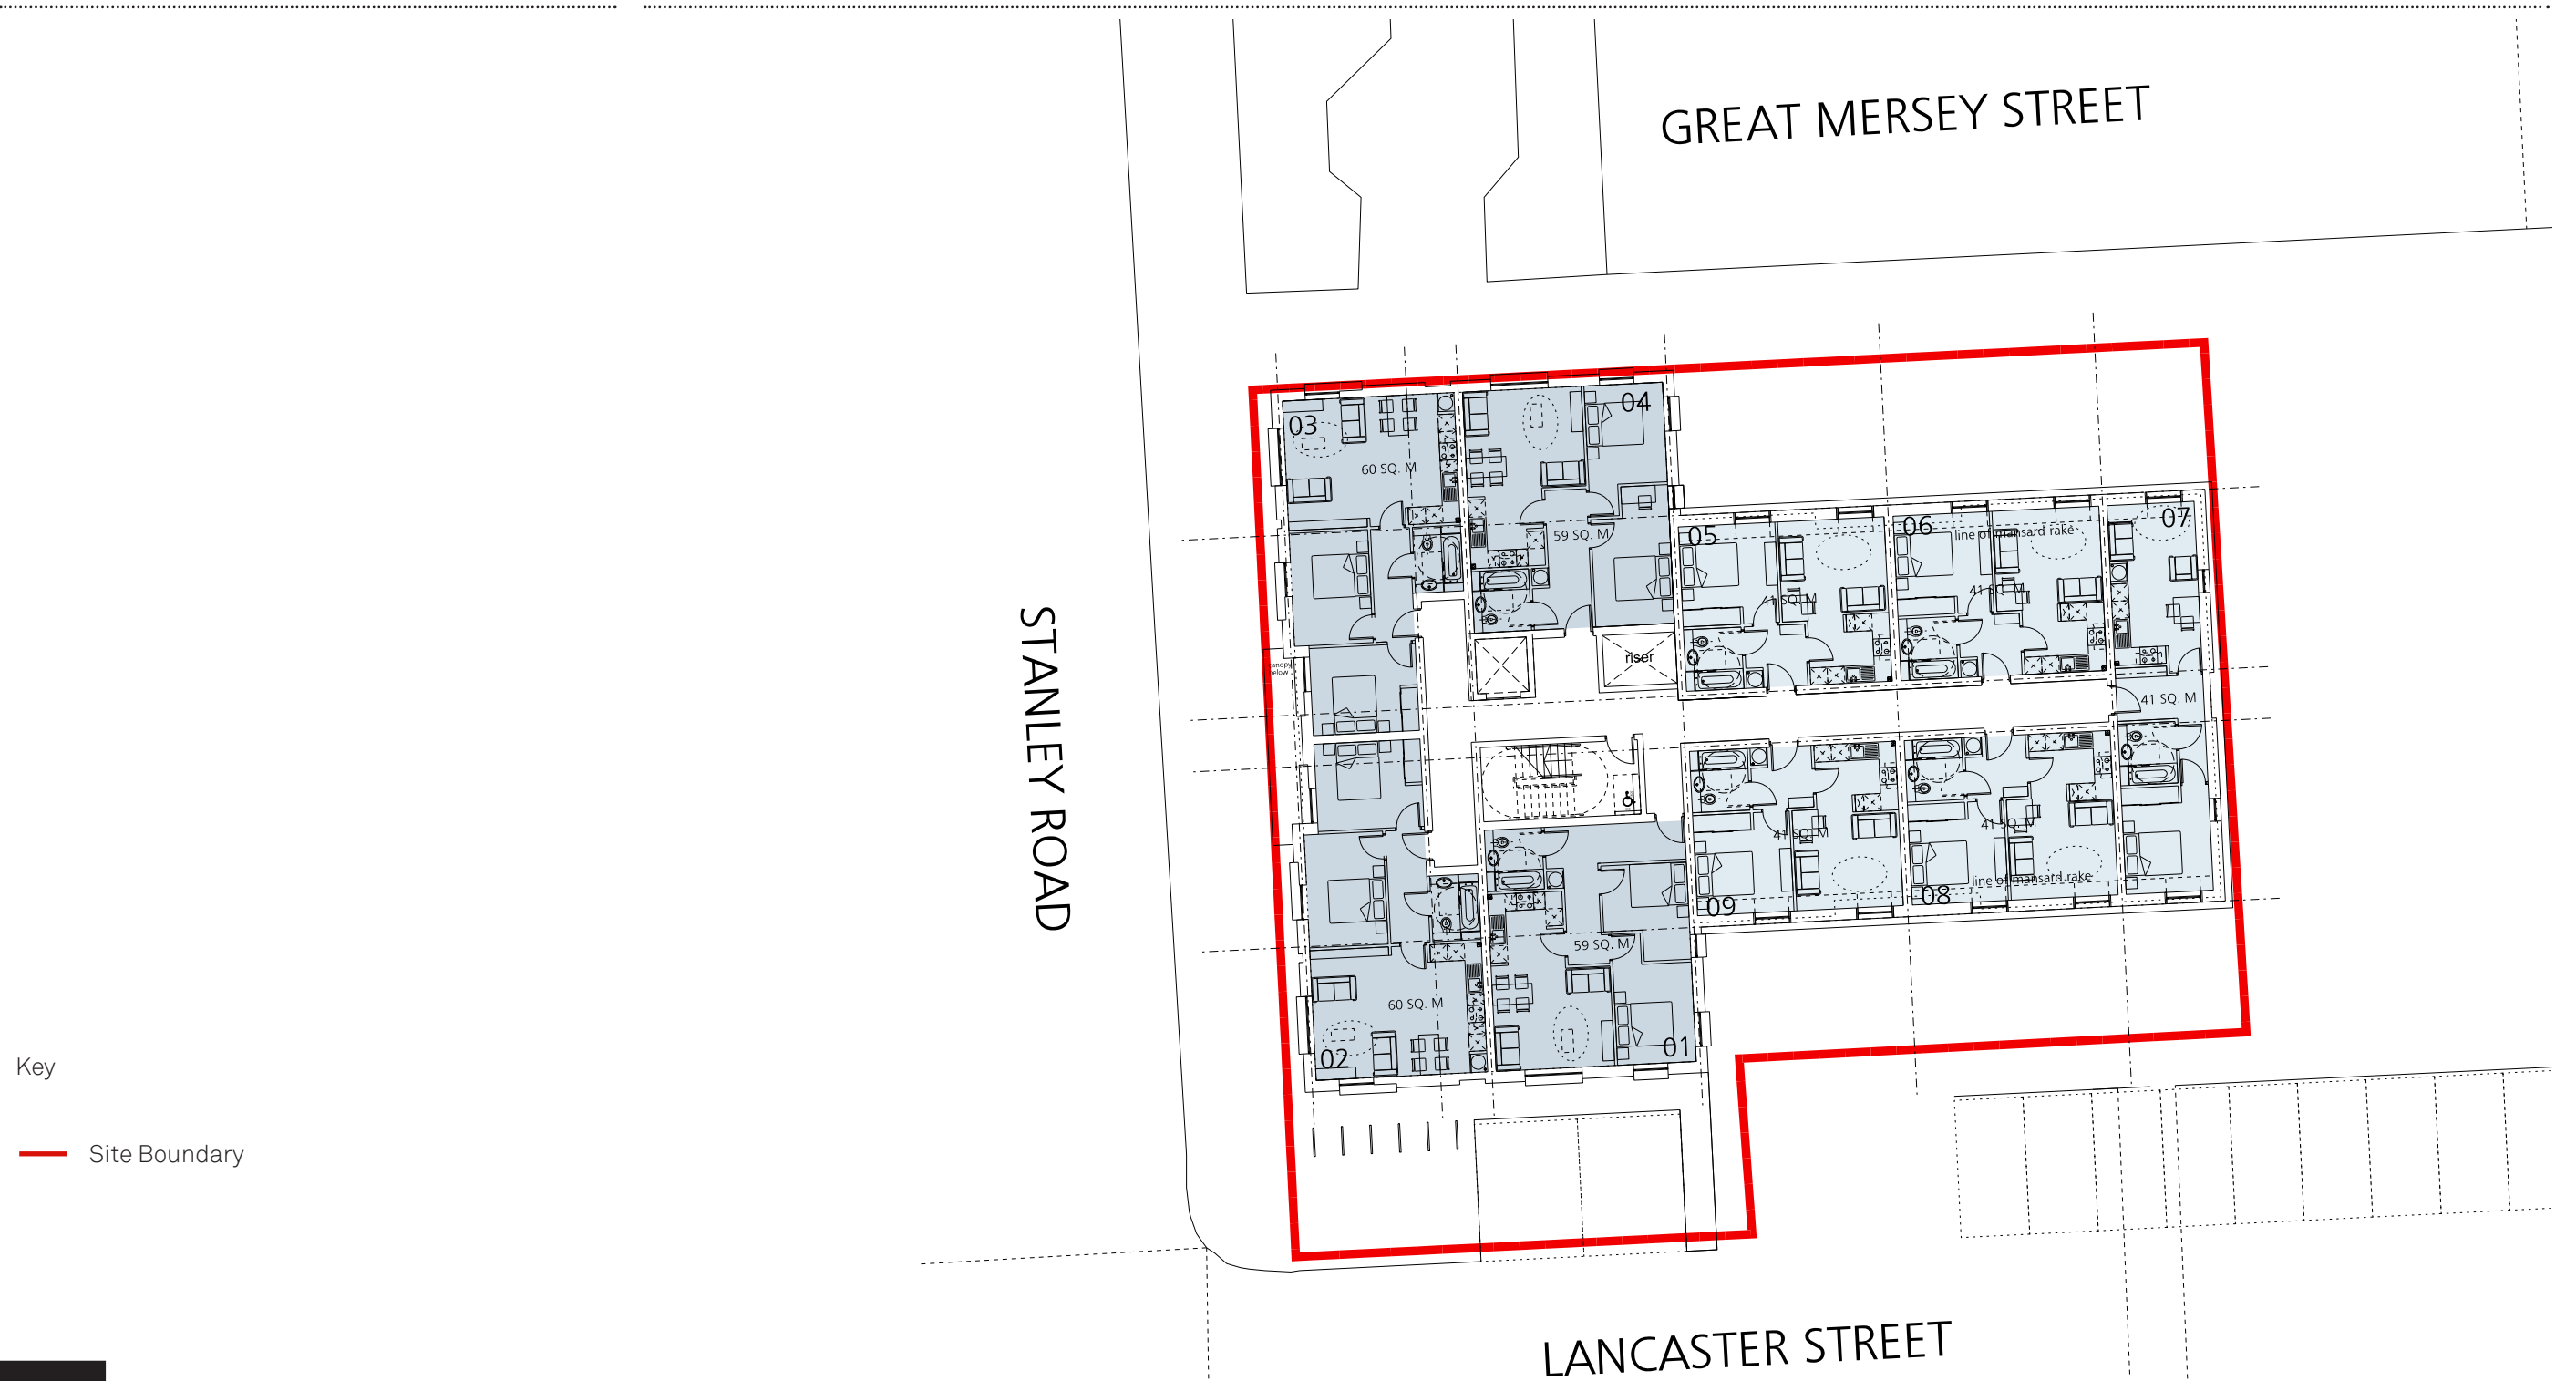 GREAT MERSEY STREET
STANLEY ROAD
03
60 SQ. M
04
59 SQ. M
05
41 SQ. M
06
line of mansard rake
41 SQ. M
07
41 SQ. M
riser
canopy
below
41 SQ. M
09
41 SQ. M
line of mansard rake
08
59 SQ. M
01
60 SQ. M
02
Key
Site Boundary
LANCASTER STREET